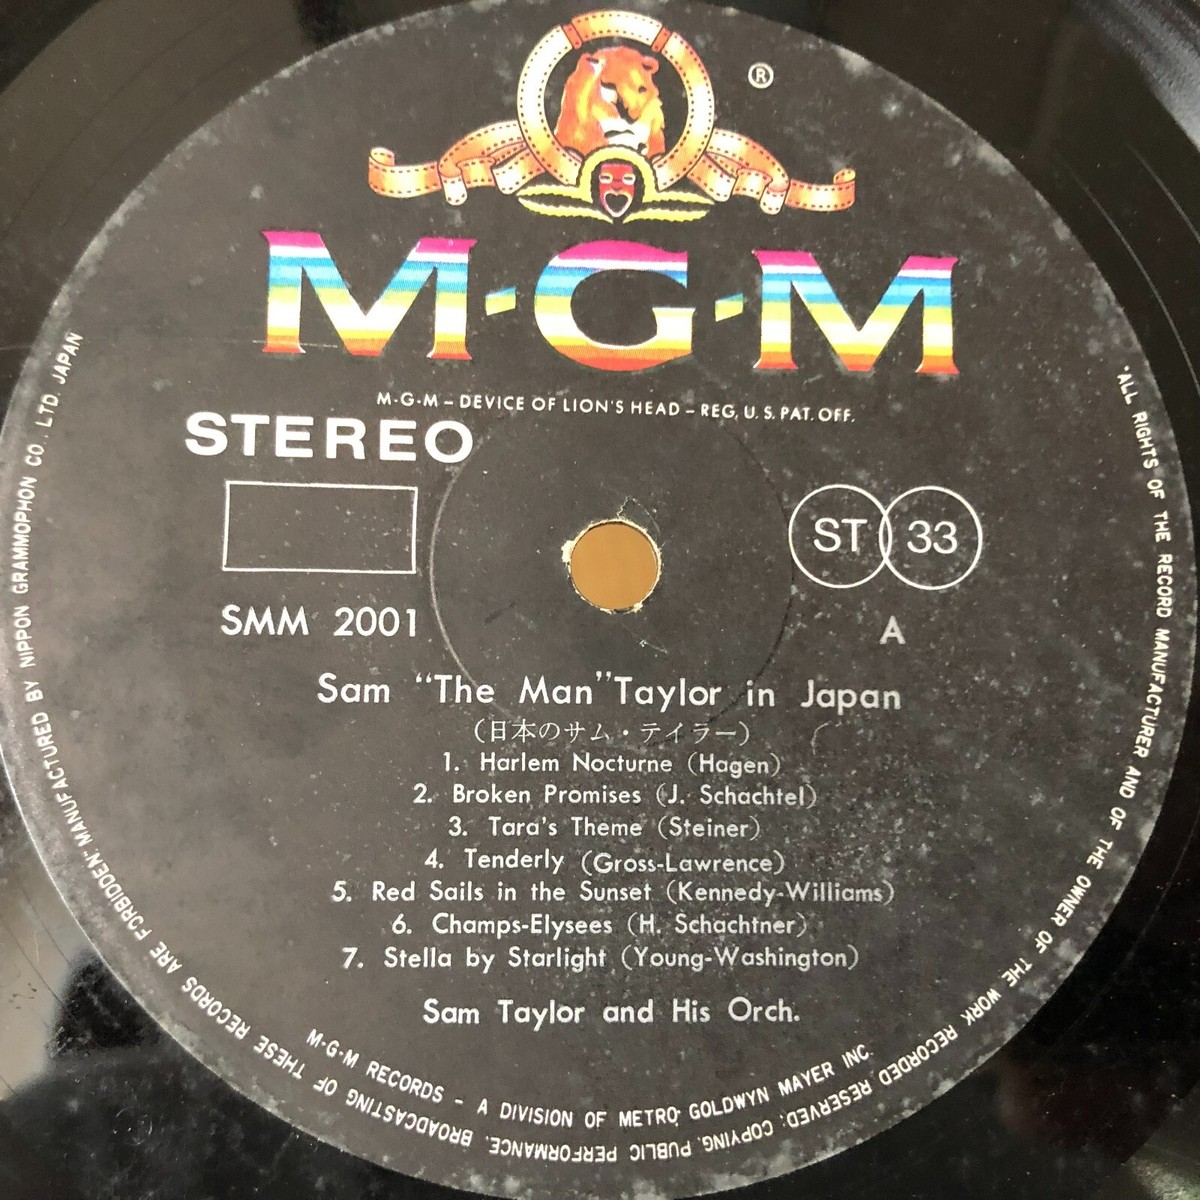 ®
M·G·M
M·G·M – DEVICE OF LION'S HEAD – REG. U. S. PAT. OFF.
STEREO
ST 33
SMM 2001
A
Sam "The Man" Taylor in Japan
(日本のサム・テイラー)
1. Harlem Nocturne (Hagen)
2. Broken Promises (J. Schachtel)
3. Tara's Theme (Steiner)
4. Tenderly (Gross-Lawrence)
5. Red Sails in the Sunset (Kennedy-Williams)
6. Champs-Elysees (H. Schachtner)
7. Stella by Starlight (Young-Washington)
Sam Taylor and His Orch.
M·G·M RECORDS – A DIVISION OF METRO GOLDWYN MAYER INC.
"ALL RIGHTS OF THE RECORD MANUFACTURER AND OF THE OWNER OF THE WORK RECORDED RESERVED. COPYING, PUBLIC PERFORMANCE, BROADCASTING OF THESE RECORDS ARE FORBIDDEN." MANUFACTURED BY NIPPON GRAMMOPHON CO., LTD. JAPAN